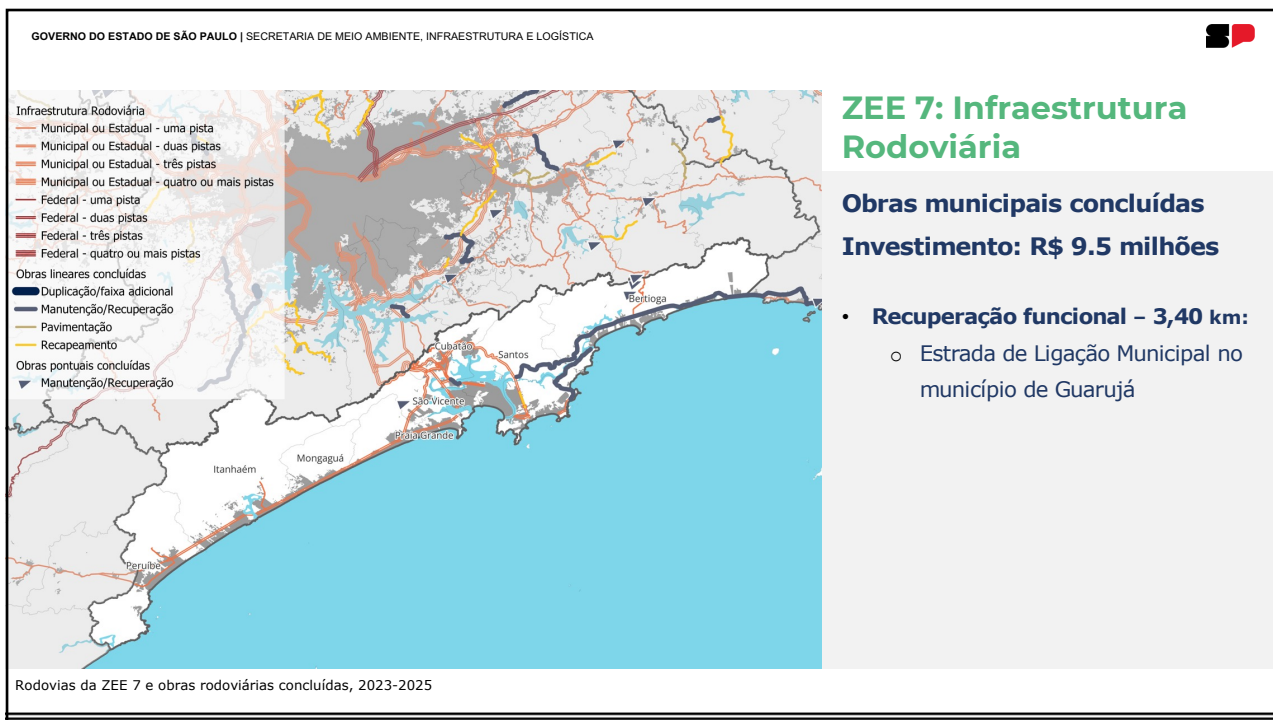 GOVERNO DO ESTADO DE SÃO PAULO | SECRETARIA DE MEIO AMBIENTE, INFRAESTRUTURA E LOGÍSTICA
SP
Infraestrutura Rodoviária
Municipal ou Estadual - uma pista
Municipal ou Estadual - duas pistas
Municipal ou Estadual - três pistas
Municipal ou Estadual - quatro ou mais pistas
Federal - uma pista
Federal - duas pistas
Federal - três pistas
Federal - quatro ou mais pistas
Obras lineares concluídas
Duplicação/faixa adicional
Manutenção/Recuperação
Pavimentação
Recapeamento
Obras pontuais concluídas
Manutenção/Recuperação
Bertioga
Cubatão
Santos
São Vicente
Praia Grande
Mongaguá
Itanhaém
Peruíbe
ZEE 7: Infraestrutura
Rodoviária
Obras municipais concluídas
Investimento: R$ 9.5 milhões
• Recuperação funcional – 3,40 km:
o Estrada de Ligação Municipal no
município de Guarujá
Rodovias da ZEE 7 e obras rodoviárias concluídas, 2023-2025